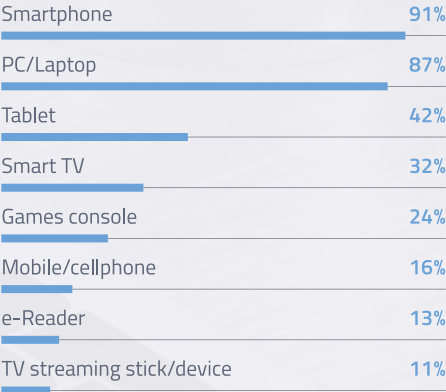 Smartphone 91%
PC/Laptop 87%
Tablet 42%
Smart TV 32%
Games console 24%
Mobile/cellphone 16%
e-Reader 13%
TV streaming stick/device 11%